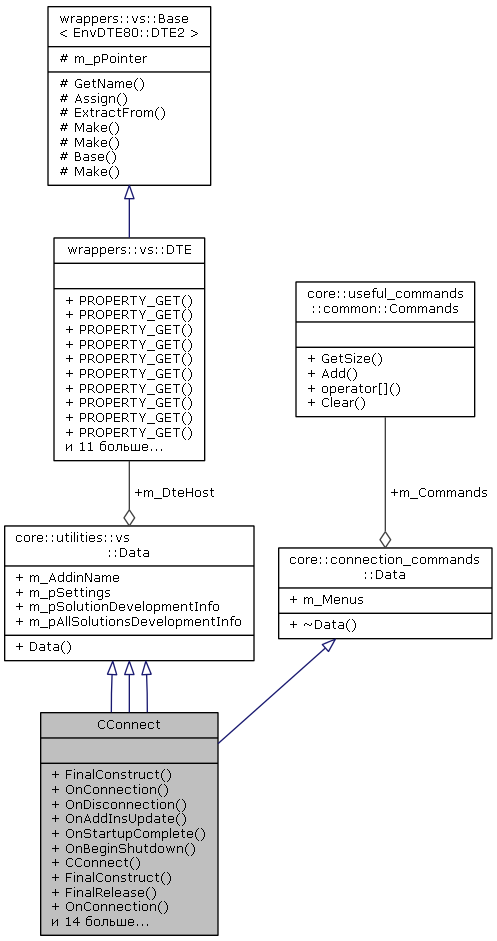 wrappers::vs::Base
< EnvDTE80::DTE2 >
# m_pPointer
# GetName()
# Assign()
# ExtractFrom()
# Make()
# Make()
# Base()
# Make()
wrappers::vs::DTE
+ PROPERTY_GET()
+ PROPERTY_GET()
+ PROPERTY_GET()
+ PROPERTY_GET()
+ PROPERTY_GET()
+ PROPERTY_GET()
+ PROPERTY_GET()
+ PROPERTY_GET()
+ PROPERTY_GET()
+ PROPERTY_GET()
и 11 больше...
core::useful_commands
::common::Commands
+ GetSize()
+ Add()
+ operator[]()
+ Clear()
+m_DteHost
+m_Commands
core::utilities::vs
::Data
+ m_AddinName
+ m_pSettings
+ m_pSolutionDevelopmentInfo
+ m_pAllSolutionsDevelopmentInfo
+ Data()
core::connection_commands
::Data
+ m_Menus
+ ~Data()
CConnect
+ FinalConstruct()
+ OnConnection()
+ OnDisconnection()
+ OnAddInsUpdate()
+ OnStartupComplete()
+ OnBeginShutdown()
+ CConnect()
+ FinalConstruct()
+ FinalRelease()
+ OnConnection()
и 14 больше...